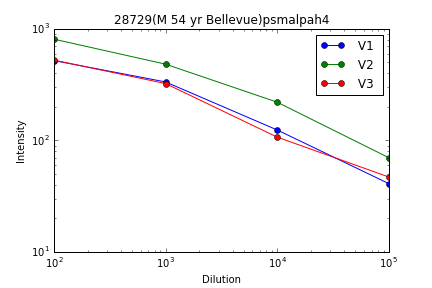 28729(M 54 yr Bellevue)psmalpah4
10³
10²
10¹
Intensity
V1
V2
V3
10²
10³
10⁴
10⁵
Dilution